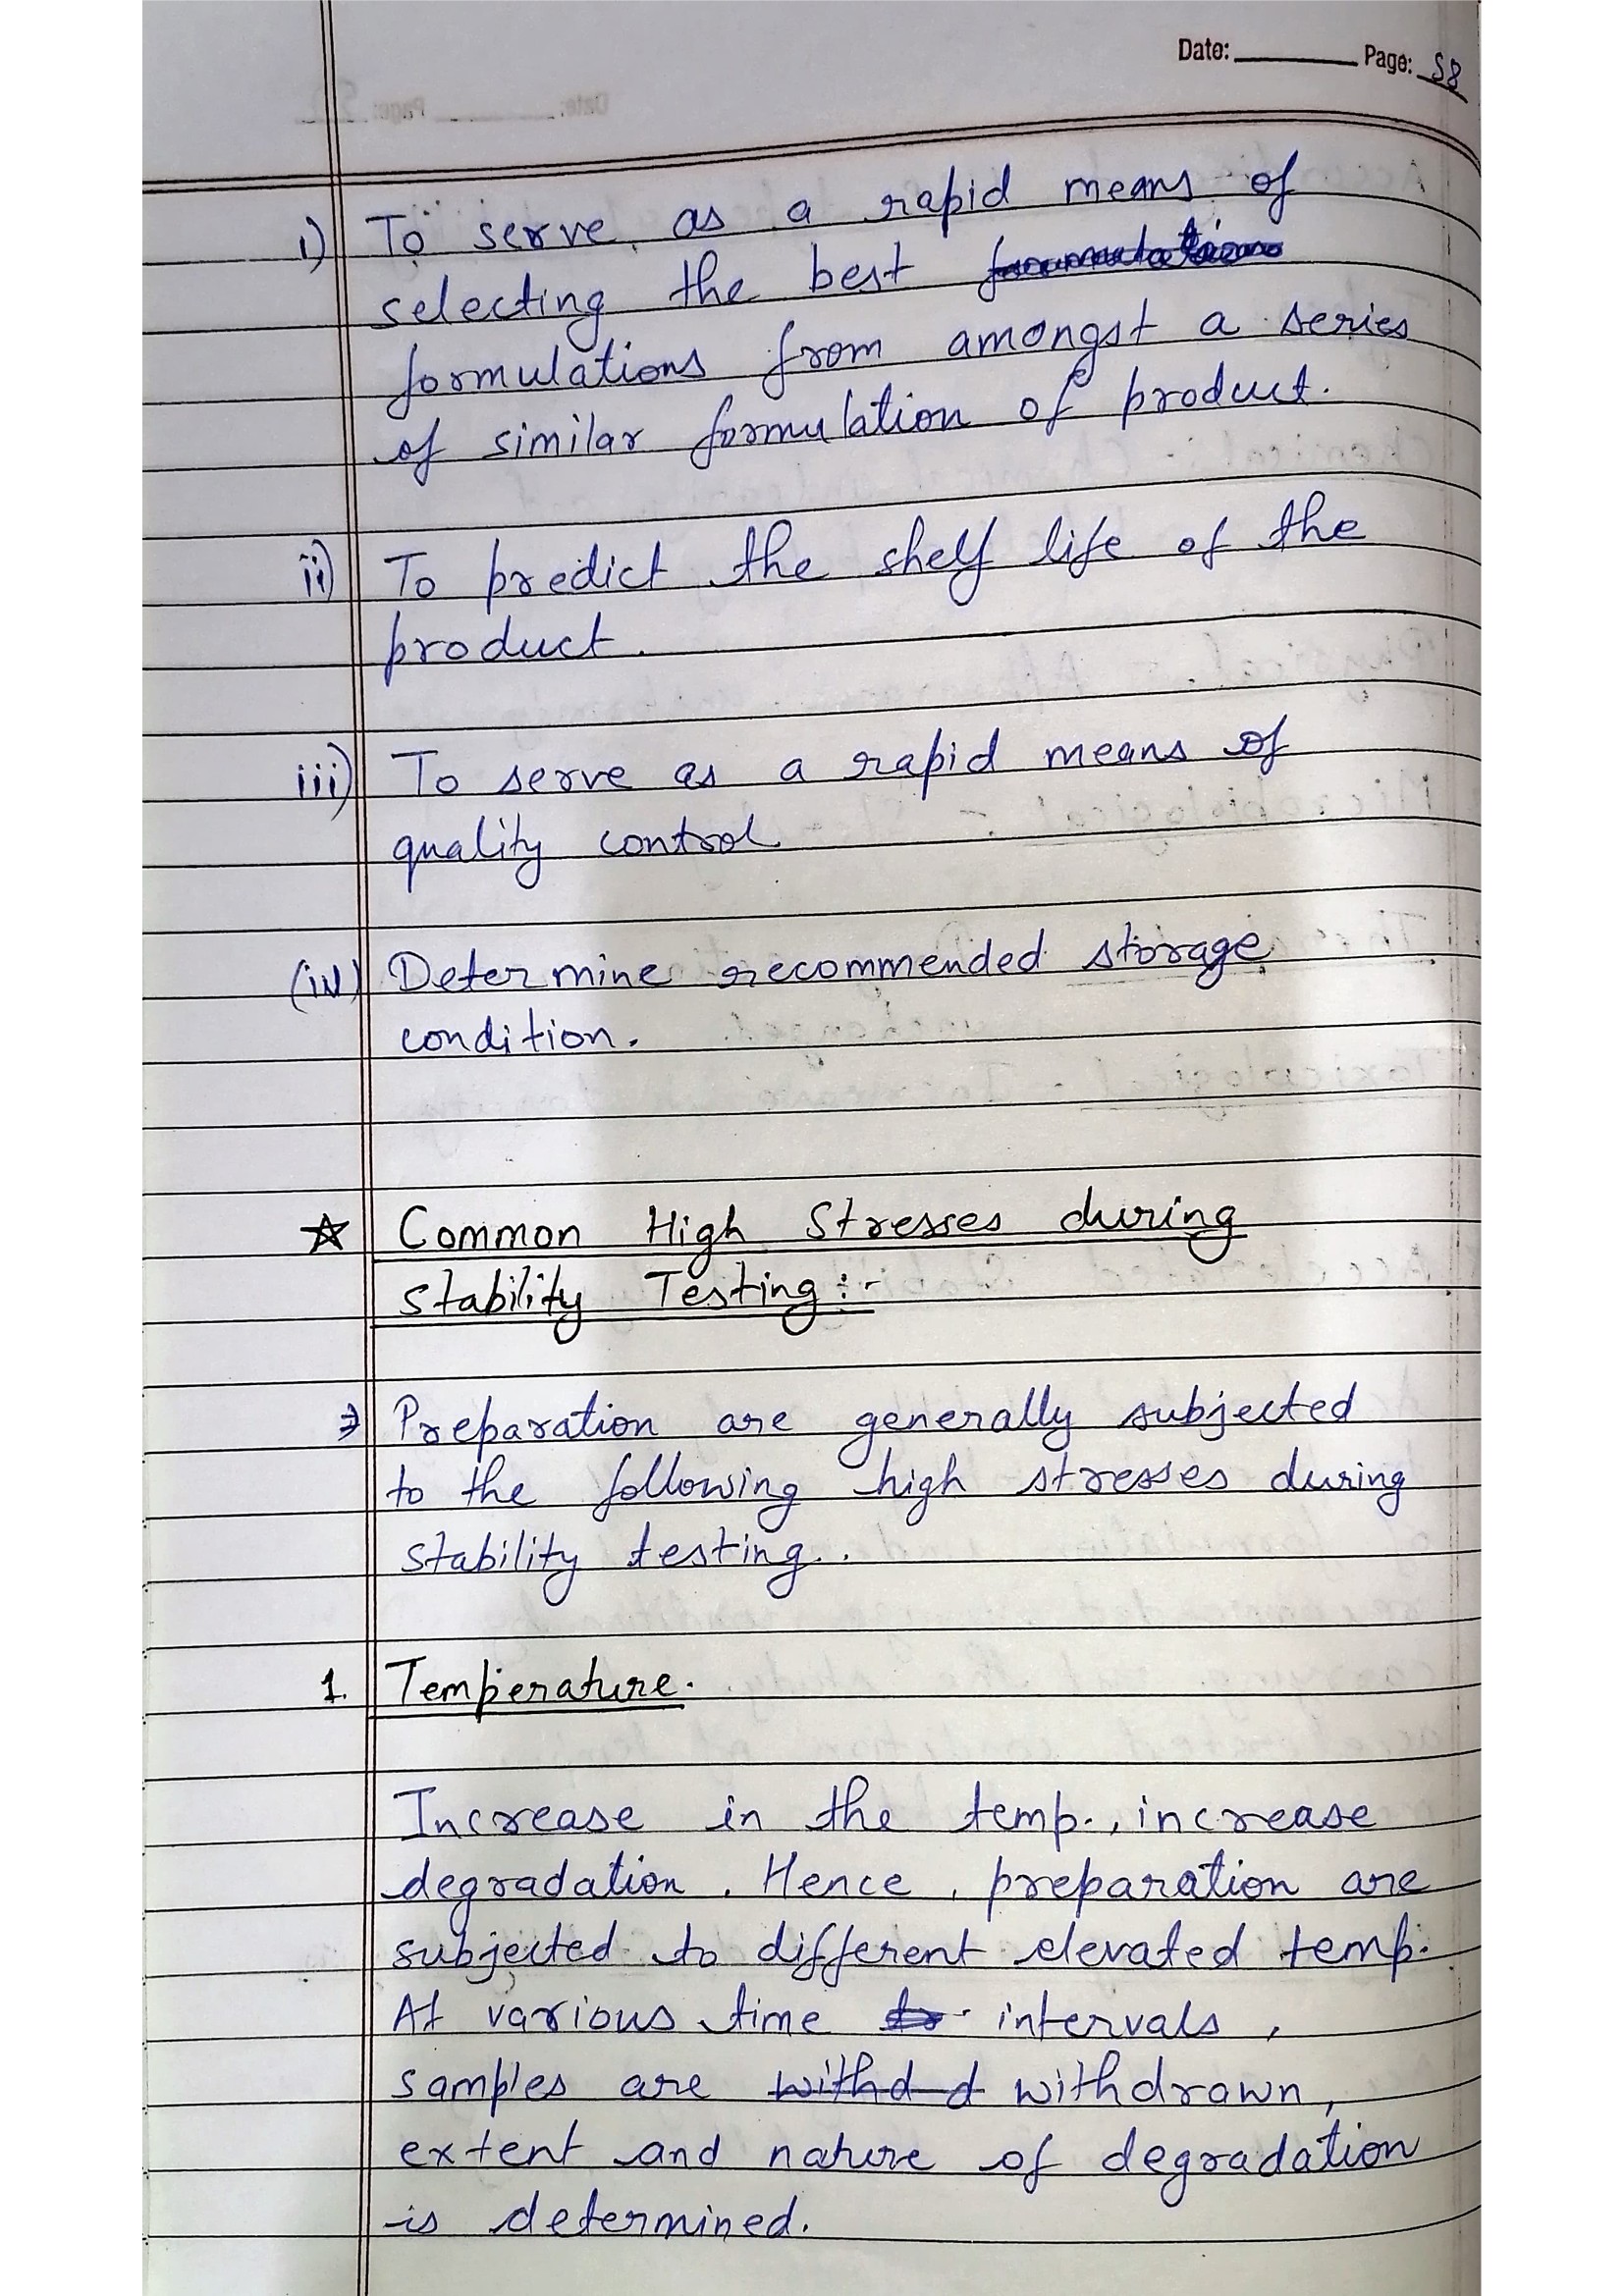 Date: Page: 58
i) To serve as a rapid means of
selecting the best
formulations from amongst a series
of similar formulation of product.
ii) To predict the shelf life of the
product.
iii) To serve as a rapid means of
quality control
(iv) Determine recommended storage
condition.
☆ Common High Stresses during
stability Testing :-
⇒ Preparation are generally subjected
to the following high stresses during
stability testing.
1. Temperature.
Increase in the temp., increase
degradation. Hence, preparation are
subjected to different elevated temp.
At various time intervals,
samples are withdrawn,
extent and nature of degradation
is determined.